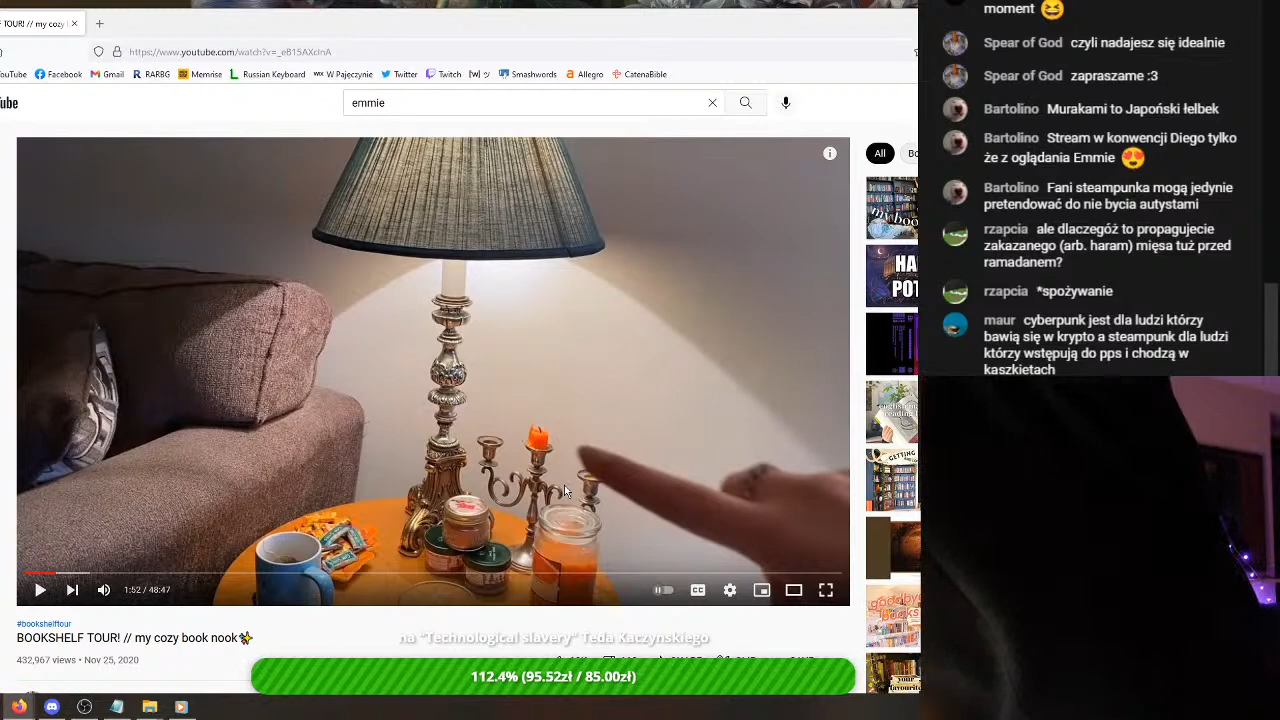 TOUR! // my cozy
moment 😆
https://www.youtube.com/watch?v=_eB15AXcInA
Spear of God czyli nadajesz się idealnie
YouTube Facebook Gmail RARBG Memrise Russian Keyboard W Pajęczynie Twitter Twitch [W] ツ Smashwords Allegro CatenaBible
Spear of God zapraszame :3
ube
emmie
Bartolino Murakami to Japoński łelbek
Bartolino Stream w konwencji Diego tylko
że z oglądania Emmie 😍
All
Bartolino Fani steampunka mogą jedynie
pretendować do nie bycia autystami
rzapcia ale dlaczegóż to propagujecie
zakazanego (arb. haram) mięsa tuż przed
ramadanem?
rzapcia *spożywanie
maur cyberpunk jest dla ludzi którzy
bawią się w krypto a steampunk dla ludzi
którzy wstępują do pps i chodzą w
kaszkietach
1:52 / 48:47
CC
#bookshelftour
BOOKSHELF TOUR! // my cozy book nook✨
na "Technological slavery" Teda Kaczynskiego
432,967 views • Nov 25, 2020
112.4% (95.52zł / 85.00zł)